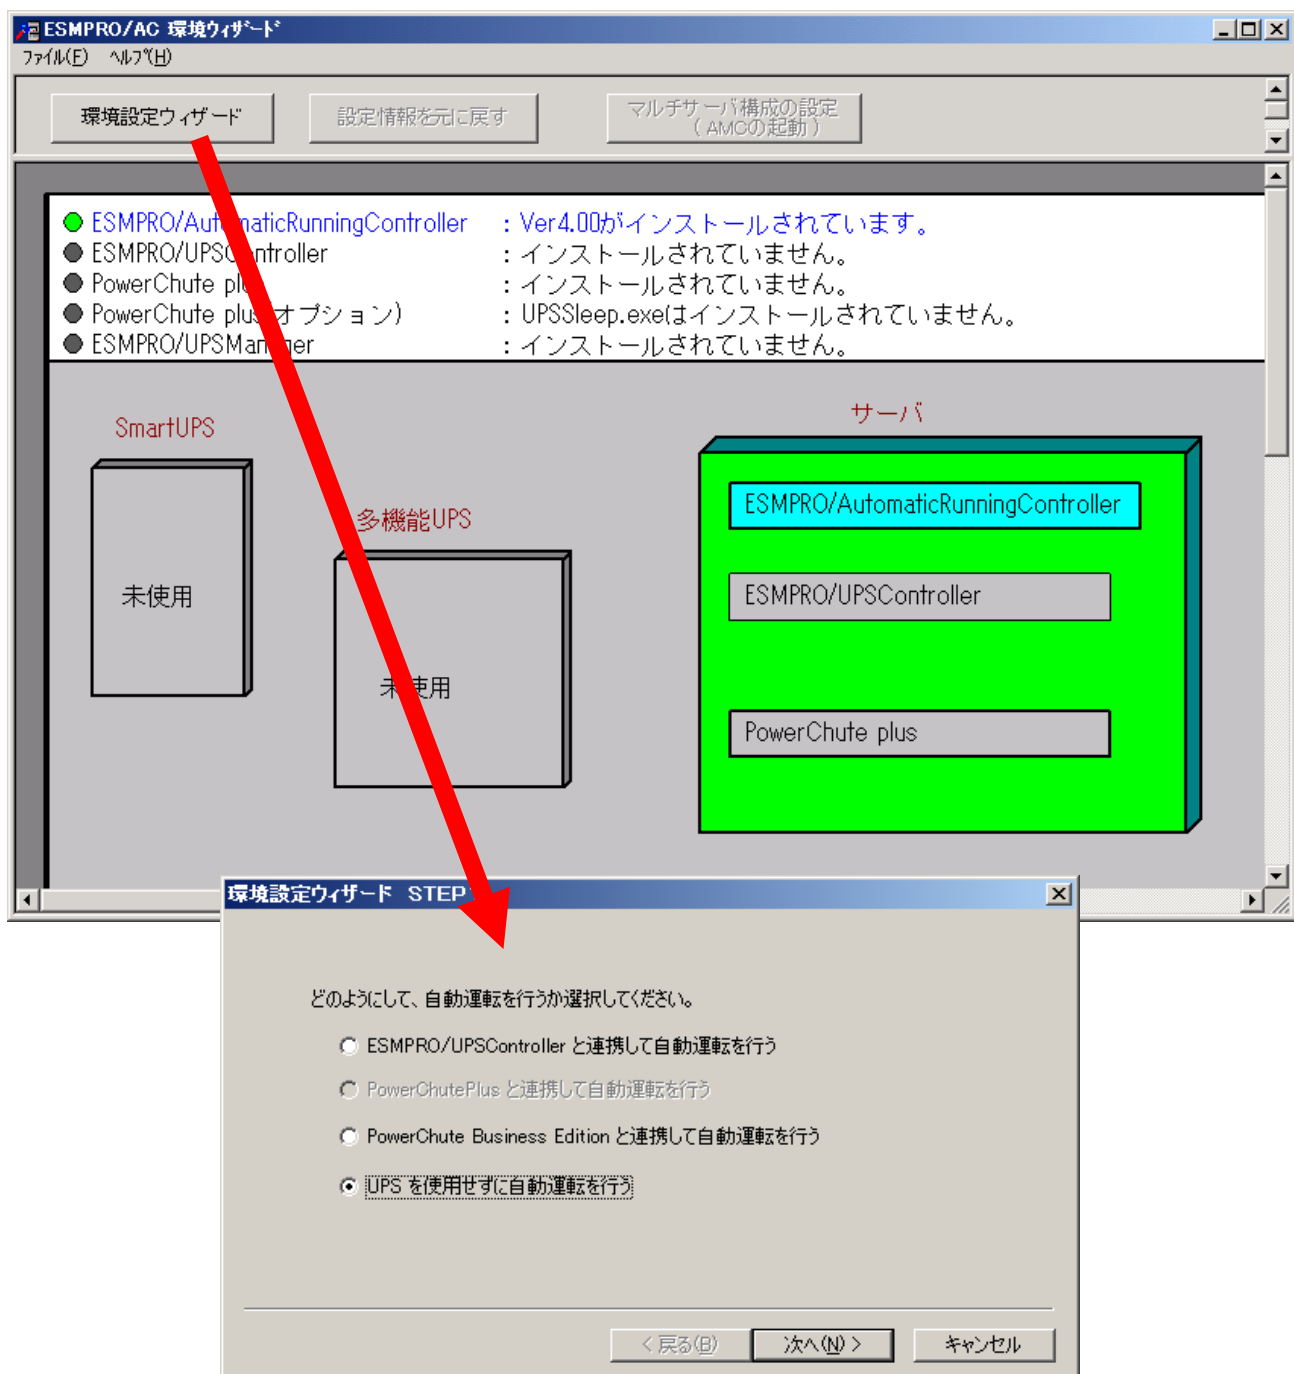 ESMPRO/AC 環境ウィザード
ファイル(F) ヘルプ(H)
環境設定ウィザード 設定情報を元に戻す マルチサーバ構成の設定
(AMCの起動)
ESMPRO/AutomaticRunningController : Ver4.00がインストールされています。
ESMPRO/UPSController : インストールされていません。
PowerChute plus : インストールされていません。
PowerChute plus(オプション) : UPSSleep.exeはインストールされていません。
ESMPRO/UPSManager : インストールされていません。
サーバ
SmartUPS
ESMPRO/AutomaticRunningController
多機能UPS
未使用
ESMPRO/UPSController
未使用
PowerChute plus
環境設定ウィザード STEP
どのようにして、自動運転を行うか選択してください。
ESMPRO/UPSController と連携して自動運転を行う
PowerChutePlus と連携して自動運転を行う
PowerChute Business Edition と連携して自動運転を行う
UPS を使用せずに自動運転を行う
< 戻る(B) 次へ(N) > キャンセル